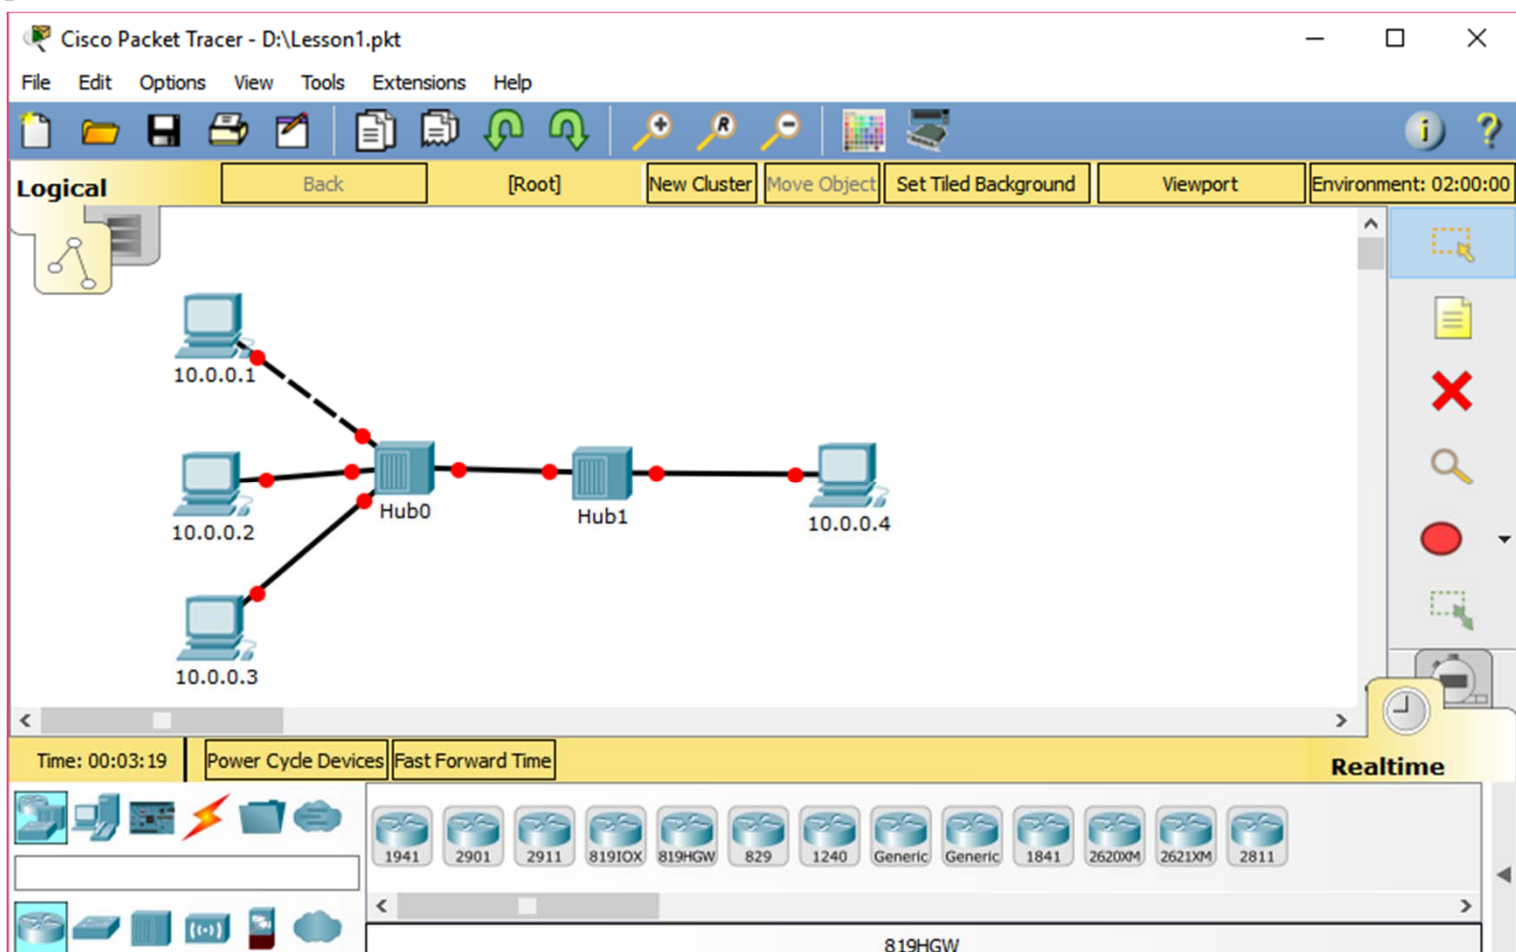 Cisco Packet Tracer - D:\Lesson1.pkt
File Edit Options View Tools Extensions Help
R
i ?
Logical Back [Root] New Cluster Move Object Set Tiled Background Viewport Environment: 02:00:00
10.0.0.1
10.0.0.2
10.0.0.3
Hub0
Hub1
10.0.0.4
Time: 00:03:19 Power Cycle Devices Fast Forward Time
Realtime
1941 2901 2911 819IOX 819HGW 829 1240 Generic Generic 1841 2620XM 2621XM 2811
819HGW